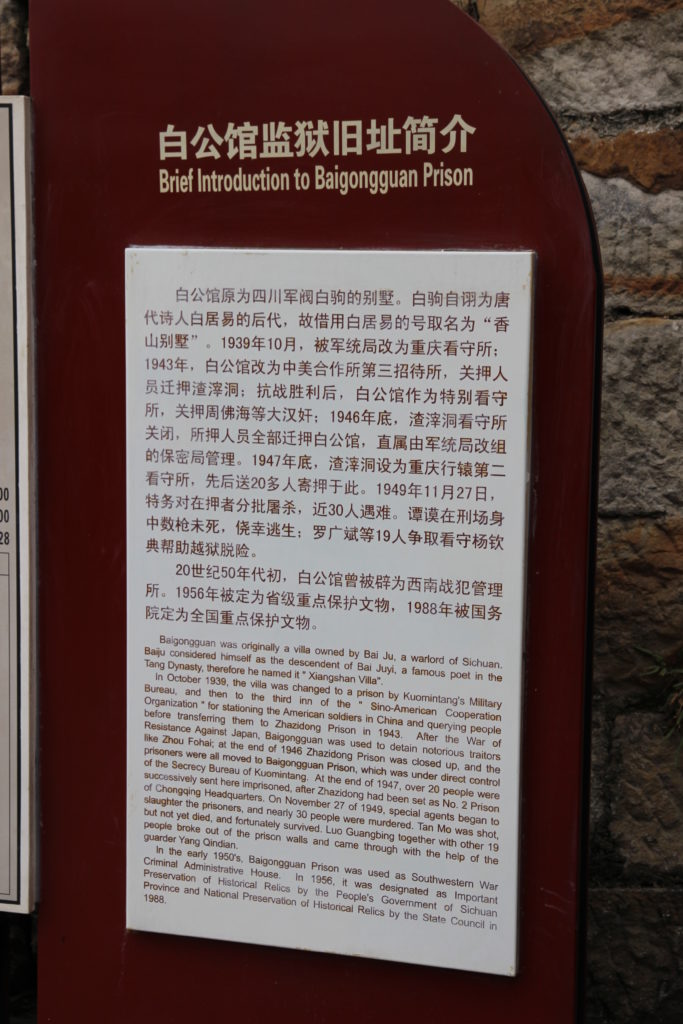 白公馆监狱旧址简介
Brief Introduction to Baigongguan Prison
白公馆原为四川军阀白驹的别墅。白驹自诩为唐
代诗人白居易的后代，故借用白居易的号取名为“香
山别墅”。1939年10月，被军统局改为重庆看守所；
1943年，白公馆改为中美合作所第三招待所，关押人
员迁押渣滓洞；抗战胜利后，白公馆作为特别看守
所，关押周佛海等大汉奸；1946年底，渣滓洞看守所
关闭，所押人员全部迁押白公馆，直属由军统局改组
的保密局管理。1947年底，渣滓洞设为重庆行辕第二
看守所，先后送20多人寄押于此。1949年11月27日，
特务对在押者分批屠杀，近30人遇难。谭谟在刑场身
中数枪未死，侥幸逃生；罗广斌等19人争取看守杨钦
典帮助越狱脱险。
20世纪50年代初，白公馆曾被辟为西南战犯管理
所。1956年被定为省级重点保护文物，1988年被国务
院定为全国重点保护文物。
Baigongguan was originally a villa owned by Bai Ju, a warlord of Sichuan.
Baiju considered himself as the descendent of Bai Juyi, a famous poet in the
Tang Dynasty, therefore he named it " Xiangshan Villa".
In October 1939, the villa was changed to a prison by Kuomintang's Military
Bureau, and then to the third inn of the " Sino-American Cooperation
Organization " for stationing the American soldiers in China and querying people
before transferring them to Zhazidong Prison in 1943. After the War of
Resistance Against Japan, Baigongguan was used to detain notorious traitors
like Zhou Fohai; at the end of 1946 Zhazidong Prison was closed up, and the
prisoners were all moved to Baigongguan Prison, which was under direct control
of the Secrecy Bureau of Kuomintang. At the end of 1947, over 20 people were
successively sent here imprisoned, after Zhazidong had been set as No. 2 Prison
of Chongqing Headquarters. On November 27 of 1949, special agents began to
slaughter the prisoners, and nearly 30 people were murdered. Tan Mo was shot,
but not yet died, and fortunately survived. Luo Guangbing together with other 19
people broke out of the prison walls and came through with the help of the
guarder Yang Qindian.
In the early 1950's, Baigongguan Prison was used as Southwestern War
Criminal Administrative House. In 1956, it was designated as Important
Preservation of Historical Relics by the People's Government of Sichuan
Province and National Preservation of Historical Relics by the State Council in
1988.
00
00
28